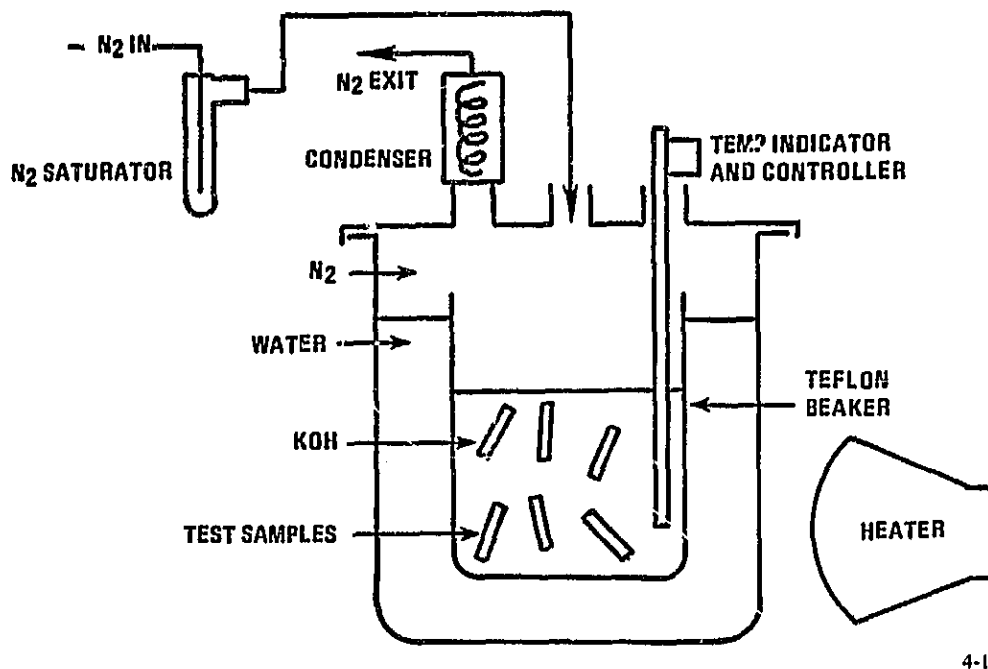 N2 IN
N2 EXIT
N2 SATURATOR
CONDENSER
TEMP INDICATOR
AND CONTROLLER
N2
WATER
TEFLON
BEAKER
KOH
TEST SAMPLES
HEATER
4-1